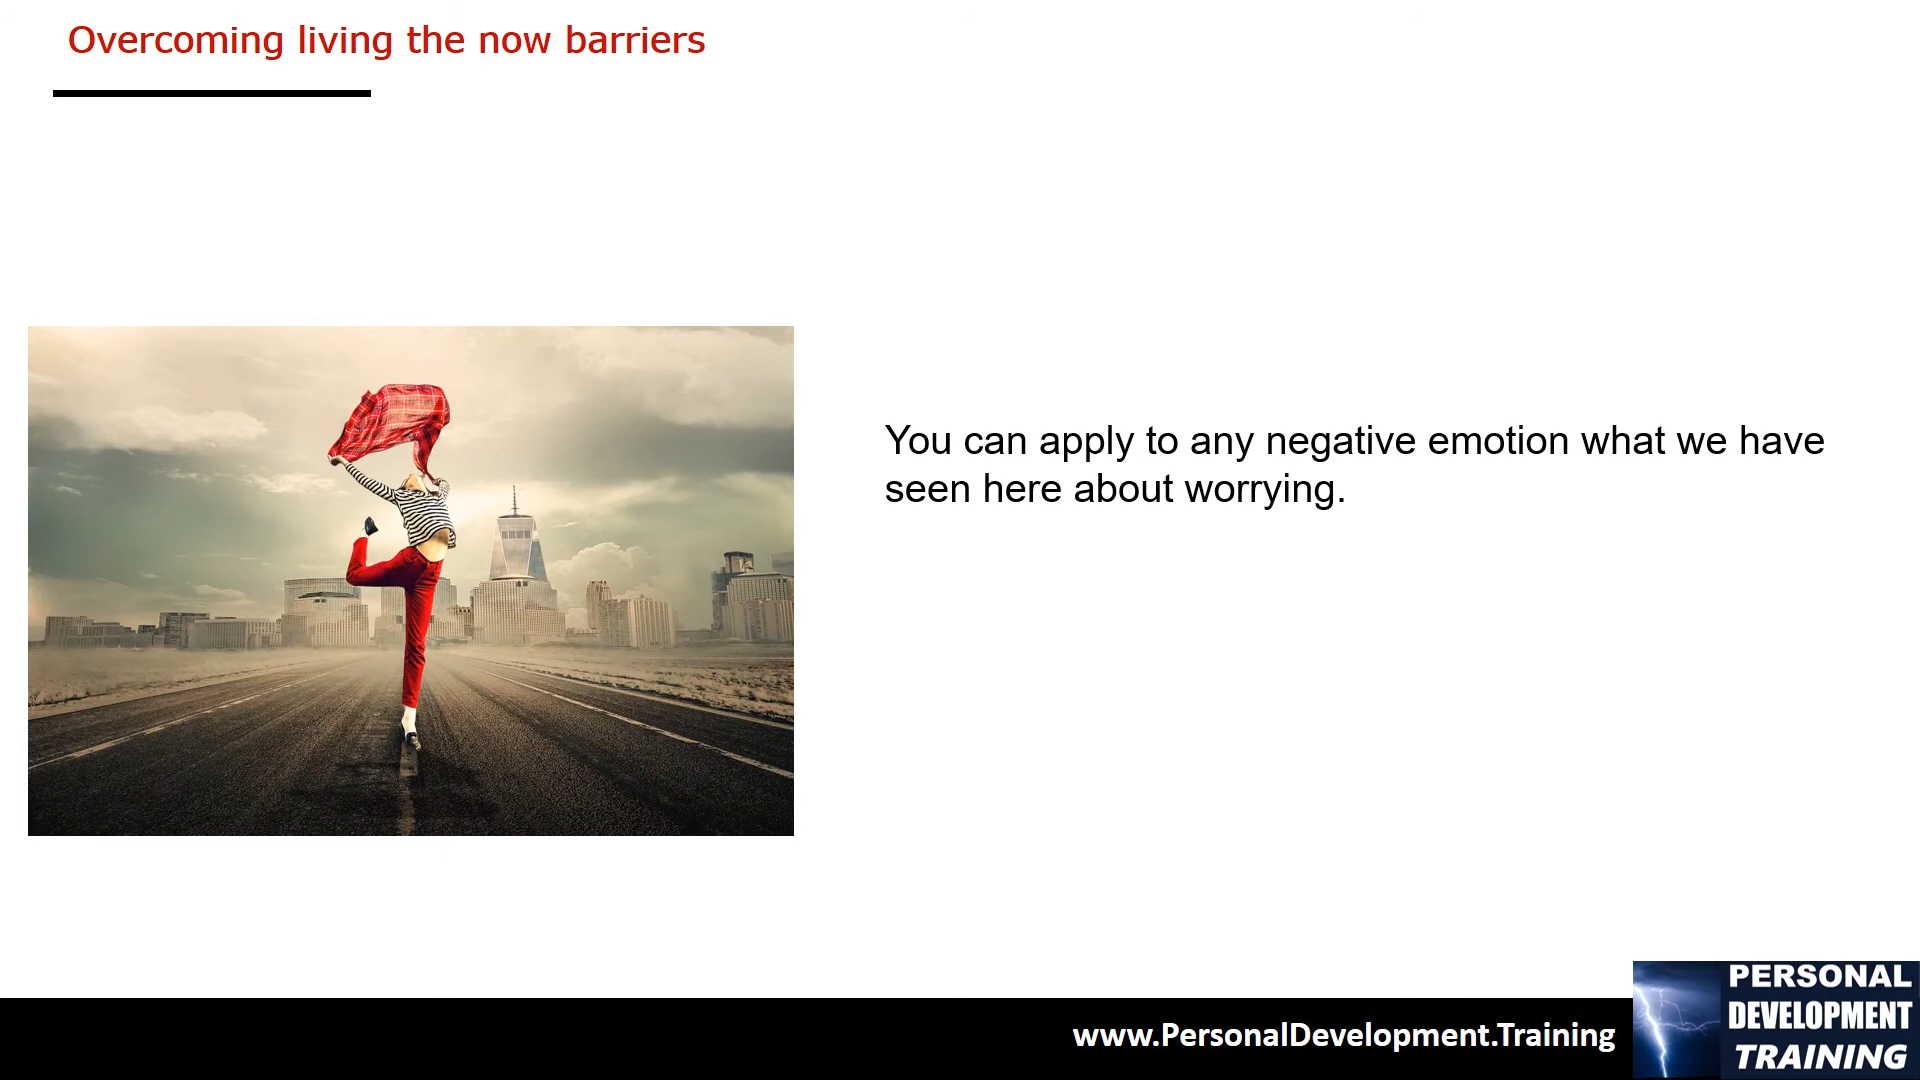 Overcoming living the now barriers
You can apply to any negative emotion what we have
seen here about worrying.
www.PersonalDevelopment.Training
PERSONAL
DEVELOPMENT
TRAINING